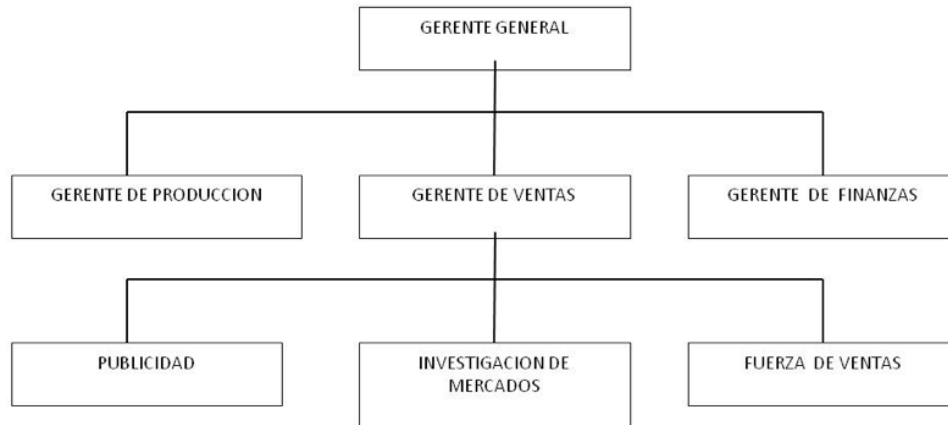 GERENTE GENERAL
GERENTE DE PRODUCCION
GERENTE DE VENTAS
GERENTE DE FINANZAS
PUBLICIDAD
INVESTIGACION DE
MERCADOS
FUERZA DE VENTAS